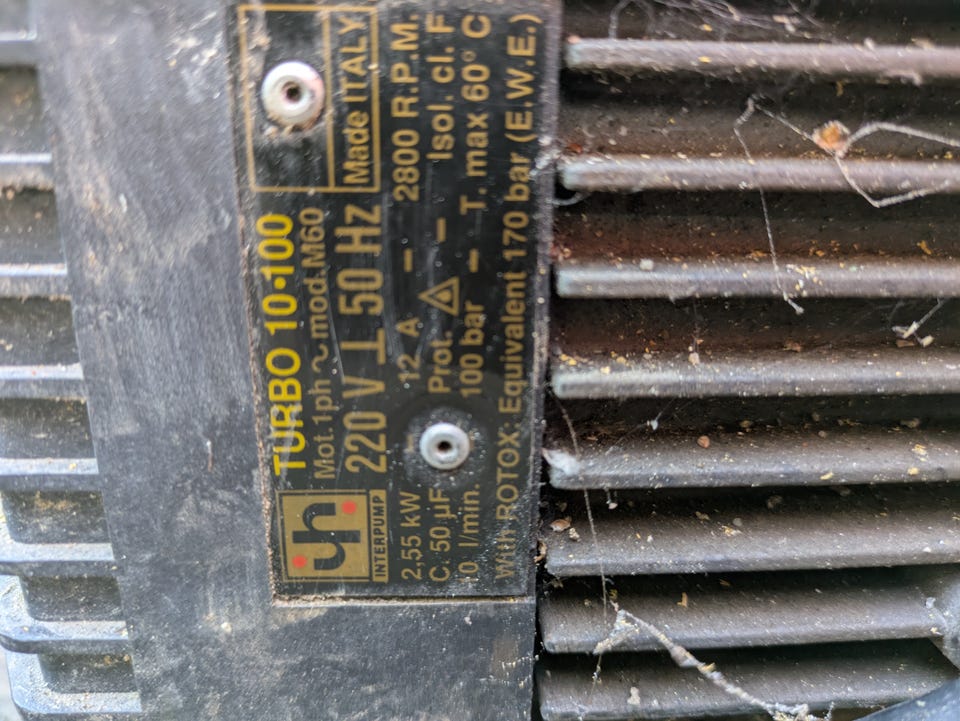 TURBO 10·100
Mot.1ph ~ mod.M60
Made ITALY
220 V ⊥ 50 Hz
INTERPUMP
2,55 kW 12 A - 2800 R.P.M.
C. 50 µF Prot. - Isol. cl. F
l/min. 100 bar - T. max 60° C
With ROTOX: Equivalent 170 bar (E.W.E.)